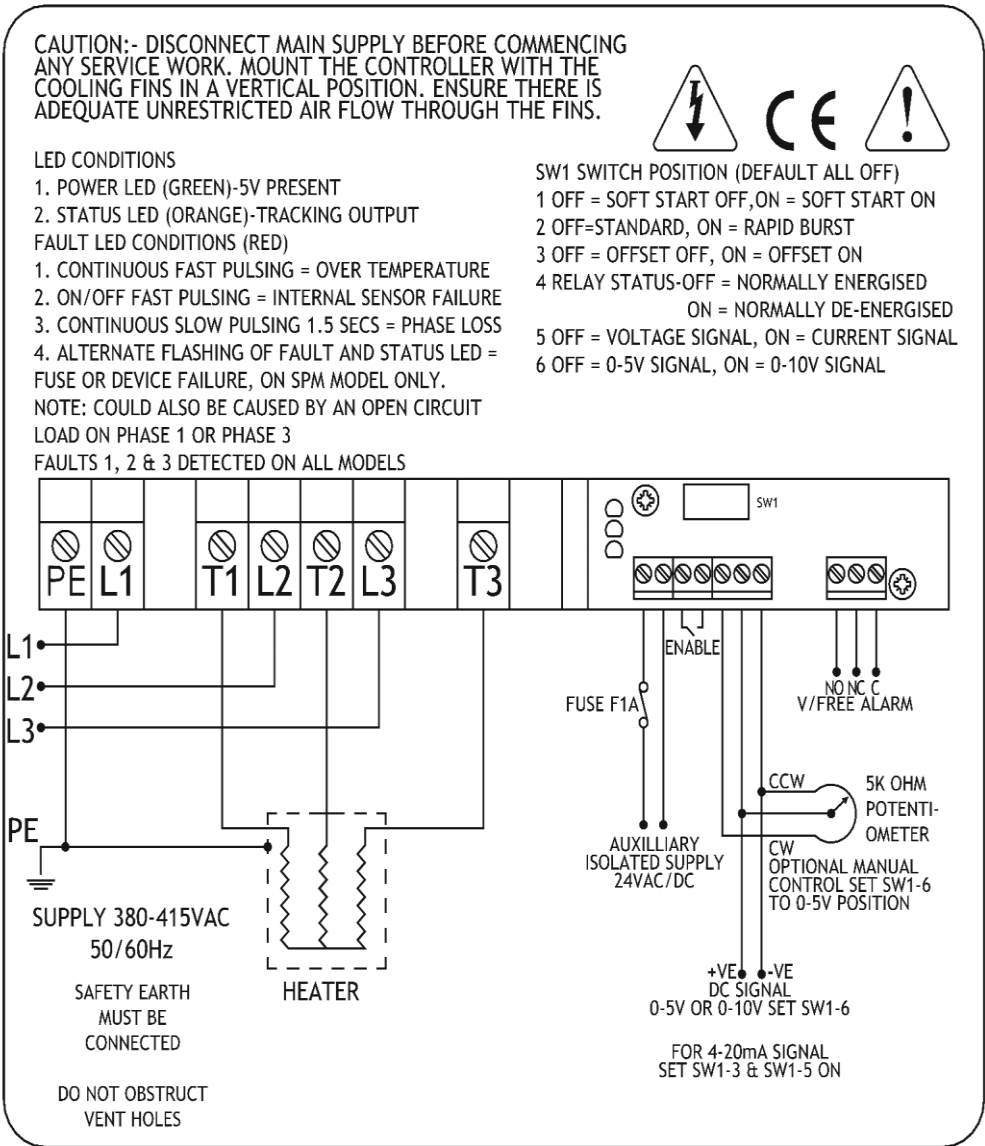 CAUTION:- DISCONNECT MAIN SUPPLY BEFORE COMMENCING
ANY SERVICE WORK. MOUNT THE CONTROLLER WITH THE
COOLING FINS IN A VERTICAL POSITION. ENSURE THERE IS
ADEQUATE UNRESTRICTED AIR FLOW THROUGH THE FINS.
CE
!
LED CONDITIONS
1. POWER LED (GREEN)-5V PRESENT
2. STATUS LED (ORANGE)-TRACKING OUTPUT
FAULT LED CONDITIONS (RED)
1. CONTINUOUS FAST PULSING = OVER TEMPERATURE
2. ON/OFF FAST PULSING = INTERNAL SENSOR FAILURE
3. CONTINUOUS SLOW PULSING 1.5 SECS = PHASE LOSS
4. ALTERNATE FLASHING OF FAULT AND STATUS LED =
FUSE OR DEVICE FAILURE, ON SPM MODEL ONLY.
NOTE: COULD ALSO BE CAUSED BY AN OPEN CIRCUIT
LOAD ON PHASE 1 OR PHASE 3
FAULTS 1, 2 & 3 DETECTED ON ALL MODELS
SW1 SWITCH POSITION (DEFAULT ALL OFF)
1 OFF = SOFT START OFF,ON = SOFT START ON
2 OFF=STANDARD, ON = RAPID BURST
3 OFF = OFFSET OFF, ON = OFFSET ON
4 RELAY STATUS-OFF = NORMALLY ENERGISED
ON = NORMALLY DE-ENERGISED
5 OFF = VOLTAGE SIGNAL, ON = CURRENT SIGNAL
6 OFF = 0-5V SIGNAL, ON = 0-10V SIGNAL
SW1
PE L1 T1 L2 T2 L3 T3
L1
L2
L3
PE
ENABLE
FUSE F1A
NO NC C
V/FREE ALARM
CCW
5K OHM
POTENTI-
OMETER
CW
OPTIONAL MANUAL
CONTROL SET SW1-6
TO 0-5V POSITION
AUXILLIARY
ISOLATED SUPPLY
24VAC/DC
SUPPLY 380-415VAC
50/60Hz
HEATER
SAFETY EARTH
MUST BE
CONNECTED
DO NOT OBSTRUCT
VENT HOLES
+VE -VE
DC SIGNAL
0-5V OR 0-10V SET SW1-6
FOR 4-20mA SIGNAL
SET SW1-3 & SW1-5 ON